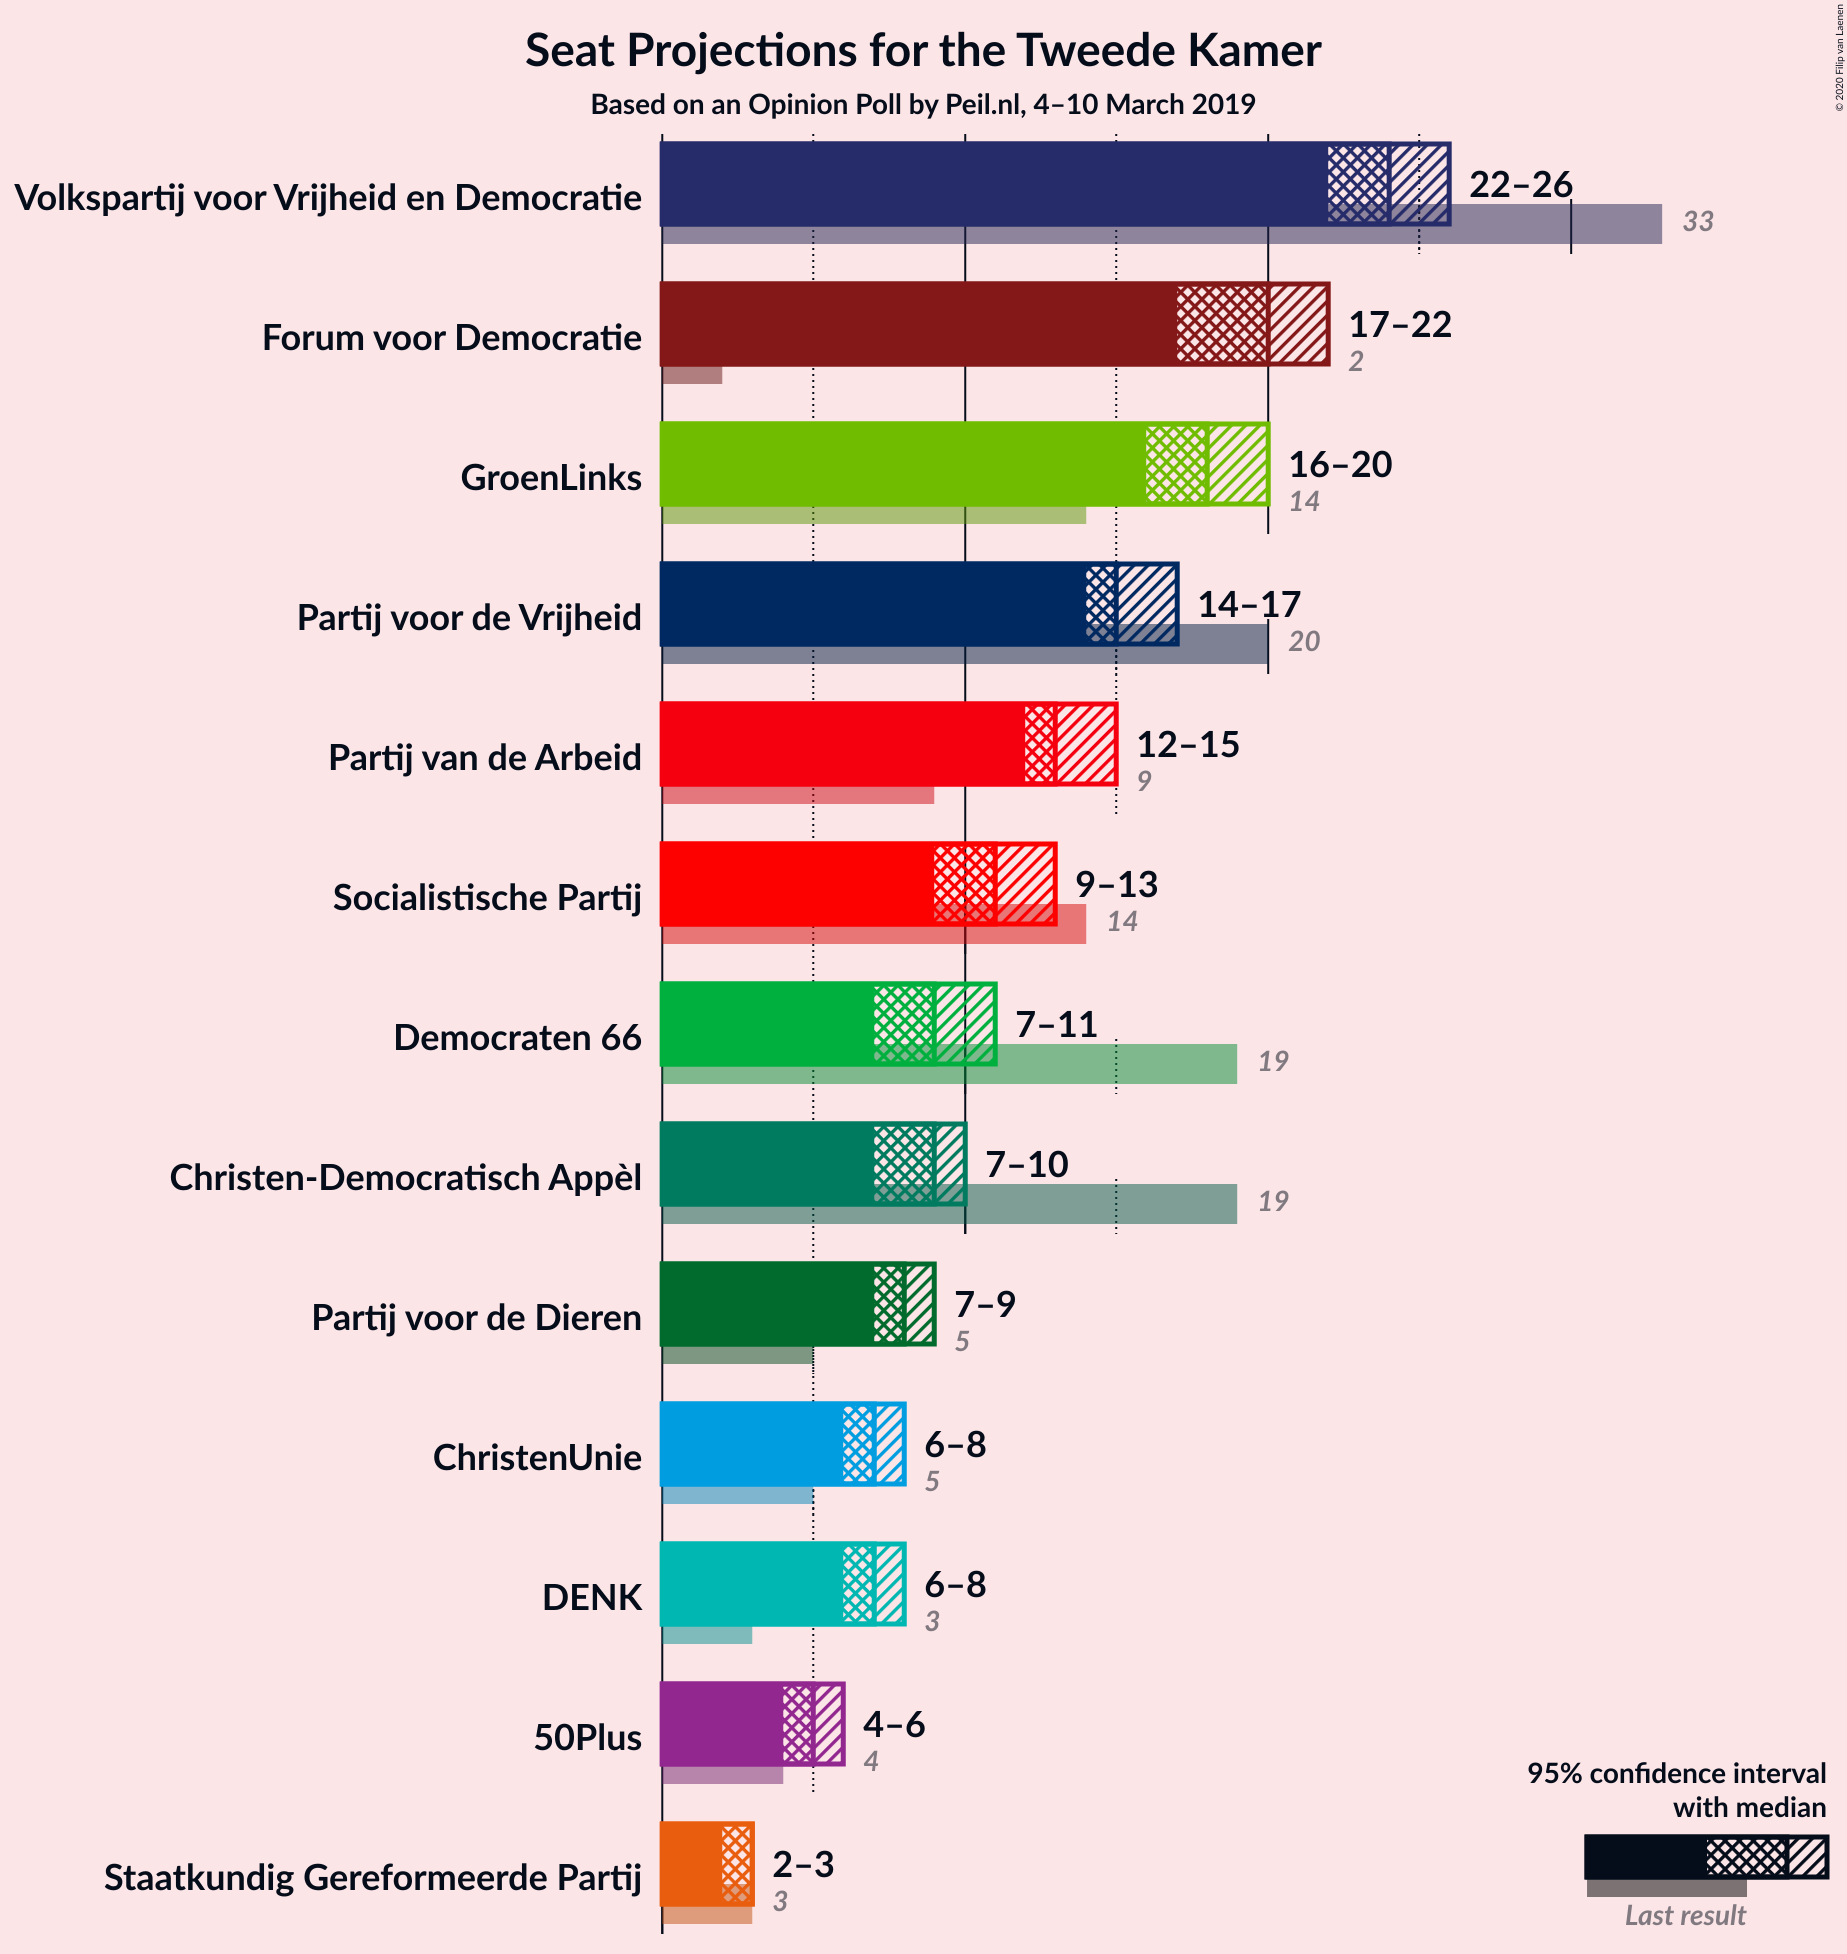 Seat Projections for the Tweede Kamer
Based on an Opinion Poll by Peil.nl, 4–10 March 2019
© 2020 Filip van Laenen
Volkspartij voor Vrijheid en Democratie
22–26
33
Forum voor Democratie
17–22
2
GroenLinks
16–20
14
Partij voor de Vrijheid
14–17
20
Partij van de Arbeid
12–15
9
Socialistische Partij
9–13
14
Democraten 66
7–11
19
Christen-Democratisch Appèl
7–10
19
Partij voor de Dieren
7–9
5
ChristenUnie
6–8
5
DENK
6–8
3
50Plus
4–6
4
Staatkundig Gereformeerde Partij
2–3
3
95% confidence interval
with median
Last result